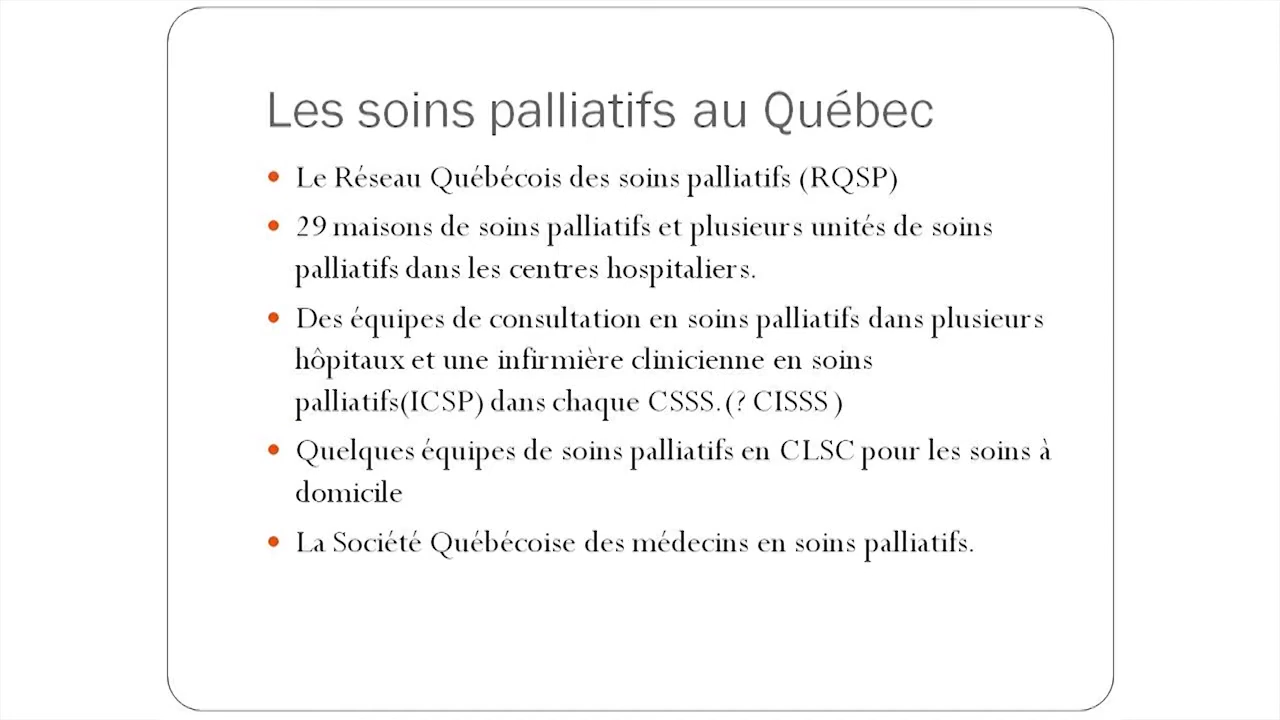 Les soins palliatifs au Québec
• Le Réseau Québécois des soins palliatifs (RQSP)
• 29 maisons de soins palliatifs et plusieurs unités de soins
palliatifs dans les centres hospitaliers.
• Des équipes de consultation en soins palliatifs dans plusieurs
hôpitaux et une infirmière clinicienne en soins
palliatifs(ICSP) dans chaque CSSS.(? CISSS )
• Quelques équipes de soins palliatifs en CLSC pour les soins à
domicile
• La Société Québécoise des médecins en soins palliatifs.